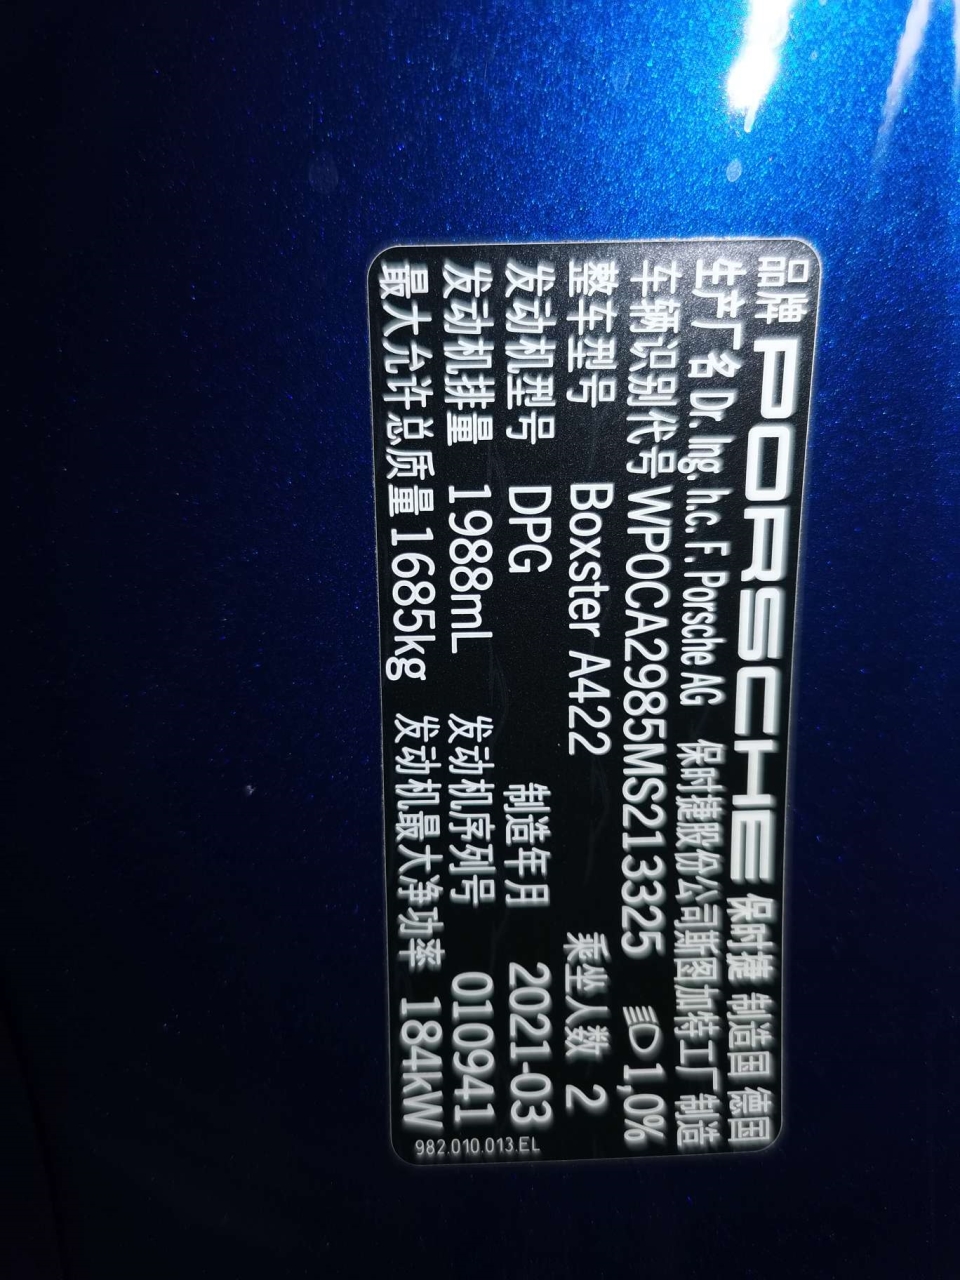 品牌 PORSCHE 保时捷 制造国 德国
生产厂名 Dr. Ing. h.c. F. Porsche AG 保时捷股份公司斯图加特工厂制造
车辆识别代号 WP0CA2985MS213325 1,0%
整车型号 Boxster A422 乘坐人数 2
发动机型号 DPG 制造年月 2021-03
发动机排量 1988mL 发动机序列号 010941
最大允许总质量 1685kg 发动机最大净功率 184kW
982.010.013.EL